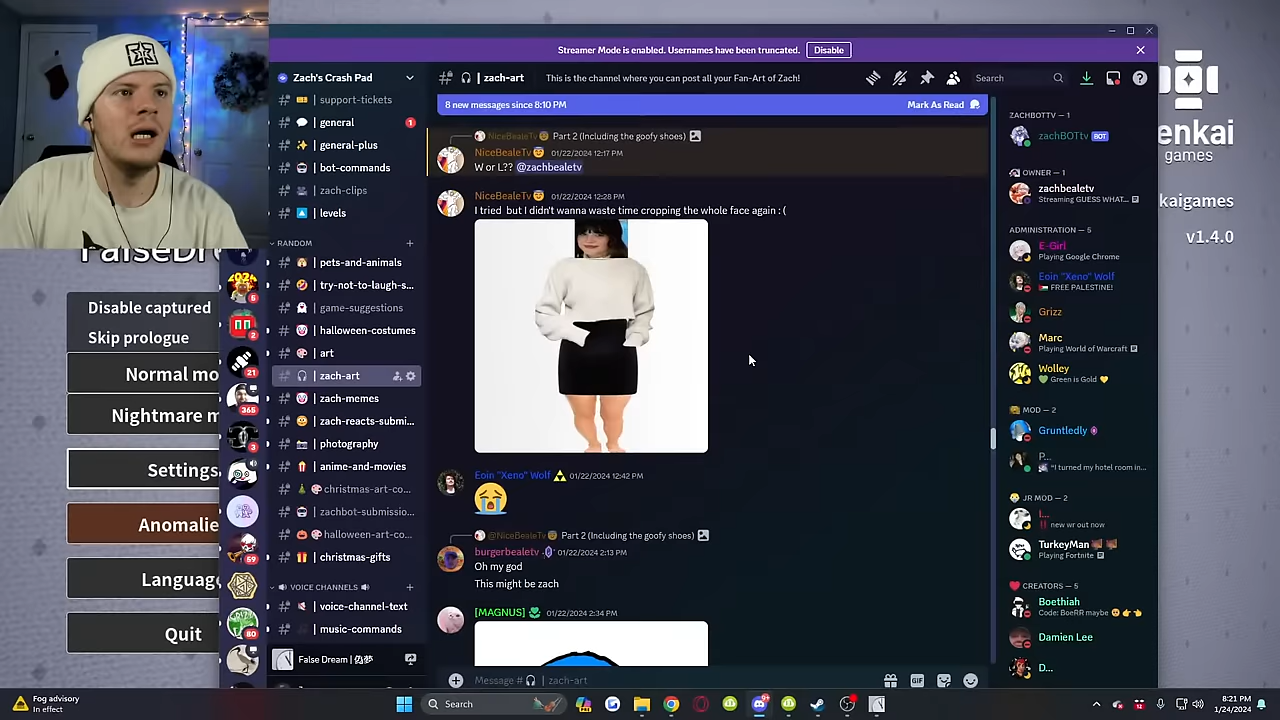 Streamer Mode is enabled. Usernames have been truncated. Disable
Zach's Crash Pad
| zach-art This is the channel where you can post all your Fan-Art of Zach! Search
# | support-tickets
# | general 1
# | general-plus
# | bot-commands
# | zach-clips
# | levels
RANDOM
# | pets-and-animals
# | try-not-to-laugh-s...
# | game-suggestions
# | halloween-costumes
# | art
# | zach-art
# | zach-memes
# | zach-reacts-submi...
# | photography
# | anime-and-movies
# | christmas-art-co...
# | zachbot-submissio...
# | halloween-art-co...
# | christmas-gifts
VOICE CHANNELS
# | voice-channel-text
# | music-commands
False Dream |
8 new messages since 8:10 PM Mark As Read
NiceBealeTv Part 2 (Including the goofy shoes)
NiceBealeTv 01/22/2024 12:17 PM
W or L?? @zachbealetv
NiceBealeTv 01/22/2024 12:28 PM
I tried but I didn't wanna waste time cropping the whole face again : (
Eoin "Xeno" Wolf 01/22/2024 12:42 PM
@NiceBealeTv Part 2 (Including the goofy shoes)
burgerbealetv 01/22/2024 2:13 PM
Oh my god
This might be zach
[MAGNUS] 01/22/2024 2:34 PM
Message # | zach-art
GIF
ZACHBOTTV — 1
zachBOTtv BOT
OWNER — 1
zachbealetv
Streaming GUESS WHAT...
ADMINISTRATION — 5
E-Girl
Playing Google Chrome
Eoin "Xeno" Wolf
FREE PALESTINE!
Grizz
Marc
Playing World of Warcraft
Wolley
Green is Gold
MOD — 2
Gruntledly
P...
"I turned my hotel room in...
JR MOD — 2
I...
new wr out now
TurkeyMan
Playing Fortnite
CREATORS — 5
Boethiah
Code: BoeRR maybe
Damien Lee
D...
2024
5
2
21
365
3
59
80
Disable captured
Skip prologue
Normal mo
Nightmare m
Settings
Anomalie
Language
Quit
enkai
games
kaigames
v1.4.0
Fog advisory
In effect
Search
8:21 PM
1/24/2024